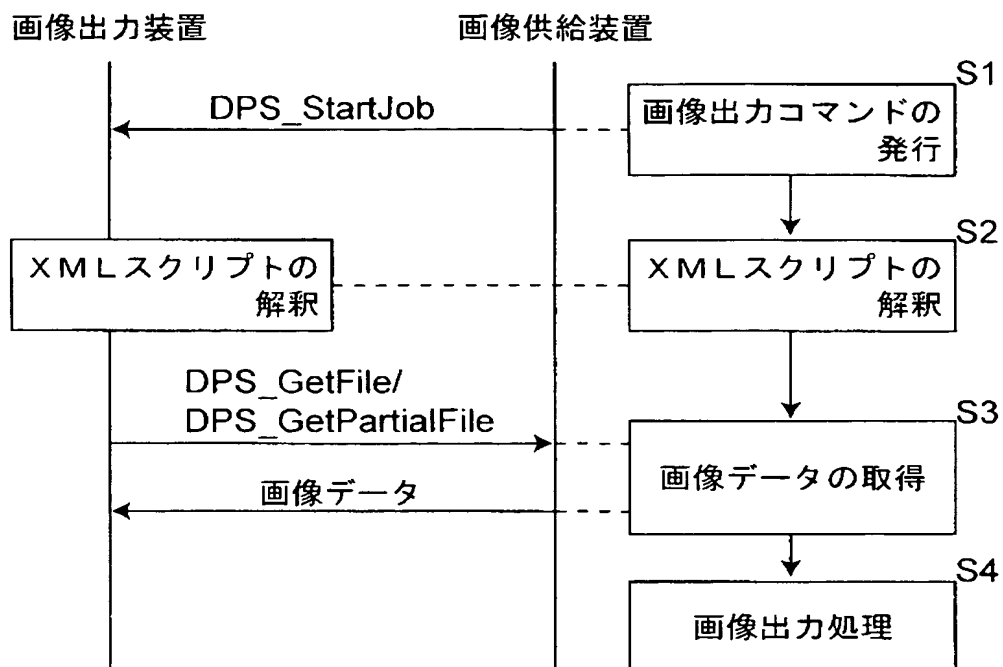 画像出力装置
画像供給装置
S1
DPS_StartJob
画像出力コマンドの
発行
S2
XMLスクリプトの
解釈
XMLスクリプトの
解釈
DPS_GetFile/
DPS_GetPartialFile
S3
画像データの取得
画像データ
S4
画像出力処理